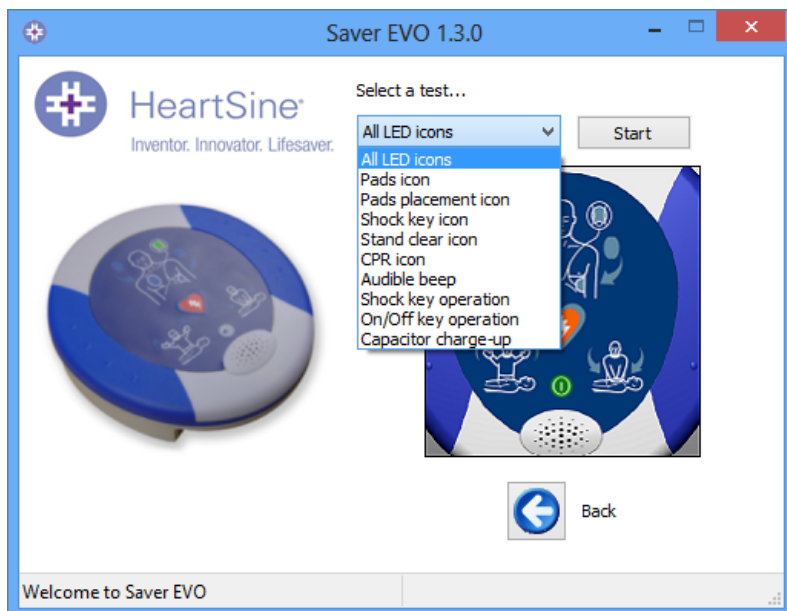 Saver EVO 1.3.0
HeartSine®
Inventor. Innovator. Lifesaver.
Select a test...
All LED icons
Start
All LED icons
Pads icon
Pads placement icon
Shock key icon
Stand clear icon
CPR icon
Audible beep
Shock key operation
On/Off key operation
Capacitor charge-up
Back
Welcome to Saver EVO